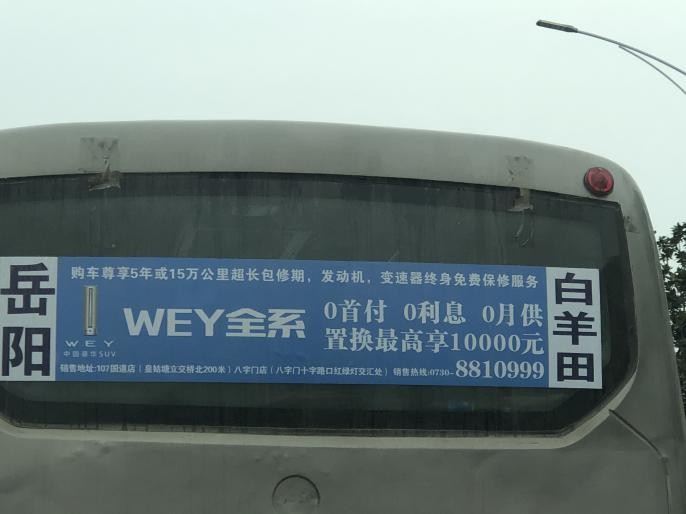 岳阳
购车尊享5年或15万公里超长包修期，发动机，变速器终身免费保修服务
WEY
中国豪华SUV
WEY全系
0首付 0利息 0月供
置换最高享10000元
销售地址:107国道店（皇姑塘立交桥北200米）八字门店（八字门十字路口红绿灯交汇处） 销售热线:0730-8810999
白羊田